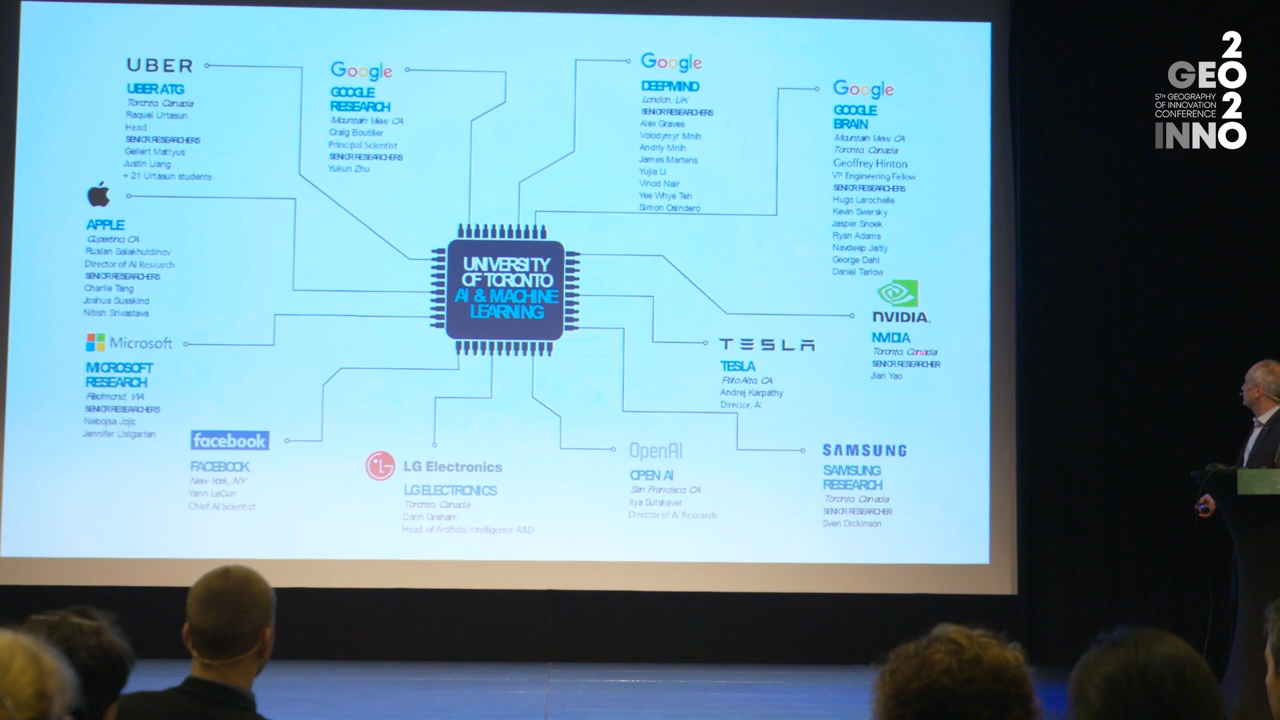 UBER
UBER ATG
Toronto, Canada
Raquel Urtasun
Head
SENIOR RESEARCHERS
Gellert Mattyus
Justin Liang
+ 21 Urtasun students
Google
GOOGLE
RESEARCH
Mountain View, CA
Craig Boutilier
Principal Scientist
SENIOR RESEARCHERS
Yukun Zhu
Google
DEEPMIND
London, UK
SENIOR RESEARCHERS
Alex Graves
Volodymyr Mnih
Andriy Mnih
James Martens
Yujia Li
Vinod Nair
Yee Whye Teh
Simon Osindero
Google
GOOGLE
BRAIN
Mountain View, CA
Toronto, Canada
Geoffrey Hinton
VP Engineering Fellow
SENIOR RESEARCHERS
Hugo Larochelle
Kevin Swersky
Jasper Snoek
Ryan Adams
Navdeep Jaitly
George Dahl
Daniel Tarlow
APPLE
Cupertino, CA
Ruslan Salakhutdinov
Director of AI Research
SENIOR RESEARCHERS
Charlie Tang
Joshua Susskind
Nitish Srivastava
UNIVERSITY
OF TORONTO
AI & MACHINE
LEARNING
Microsoft
MICROSOFT
RESEARCH
Redmond, WA
SENIOR RESEARCHERS
Nebojsa Jojic
Jennifer Listgarten
TESLA
TESLA
Palo Alto, CA
Andrej Karpathy
Director, AI
NVIDIA.
NVIDIA
Toronto, Canada
SENIOR RESEARCHER
Jian Yao
facebook
FACEBOOK
New York, NY
Yann LeCun
Chief AI Scientist
LG Electronics
LG ELECTRONICS
Toronto, Canada
Darin Graham
Head of Artificial Intelligence R&D
OpenAI
OPEN AI
San Francisco, CA
Ilya Sutskever
Director of AI Research
SAMSUNG
SAMSUNG
RESEARCH
Toronto, Canada
SENIOR RESEARCHER
Sven Dickinson
2
GEO
5TH GEOGRAPHY
OF INNOVATION
CONFERENCE
2
INNO